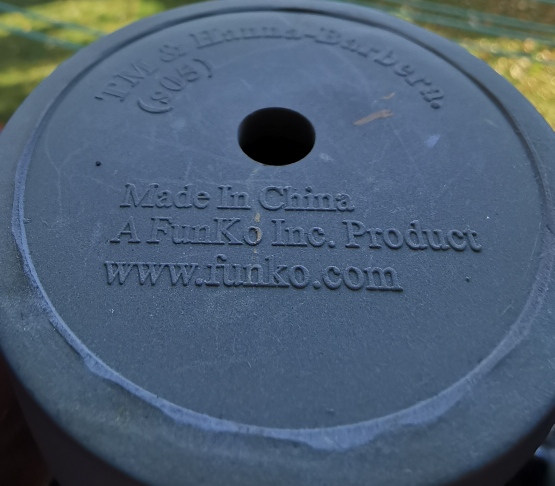 TM & Hanna-Barbera.
(s05)
Made In China
A FunKo Inc. Product
www.funko.com